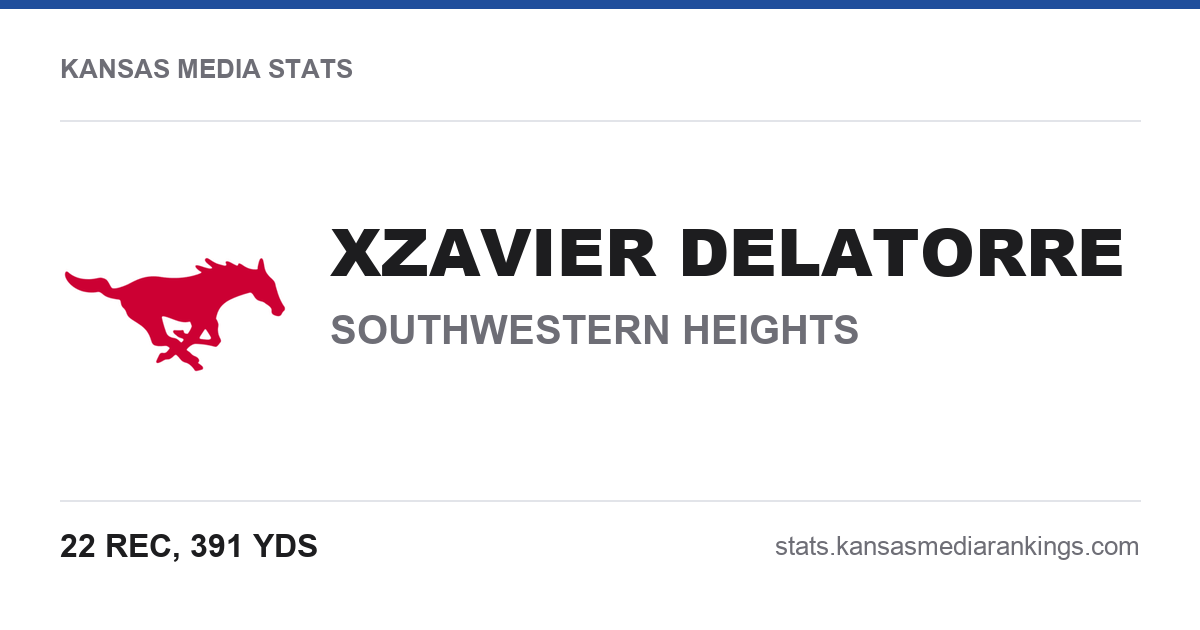 KANSAS MEDIA STATS
XZAVIER DELATORRE
SOUTHWESTERN HEIGHTS
22 REC, 391 YDS
stats.kansasmediarankings.com